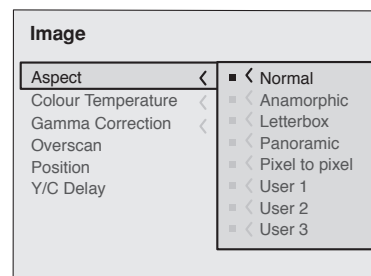 Image
Aspect
Colour Temperature
Gamma Correction
Overscan
Position
Y/C Delay
Normal
Anamorphic
Letterbox
Panoramic
Pixel to pixel
User 1
User 2
User 3